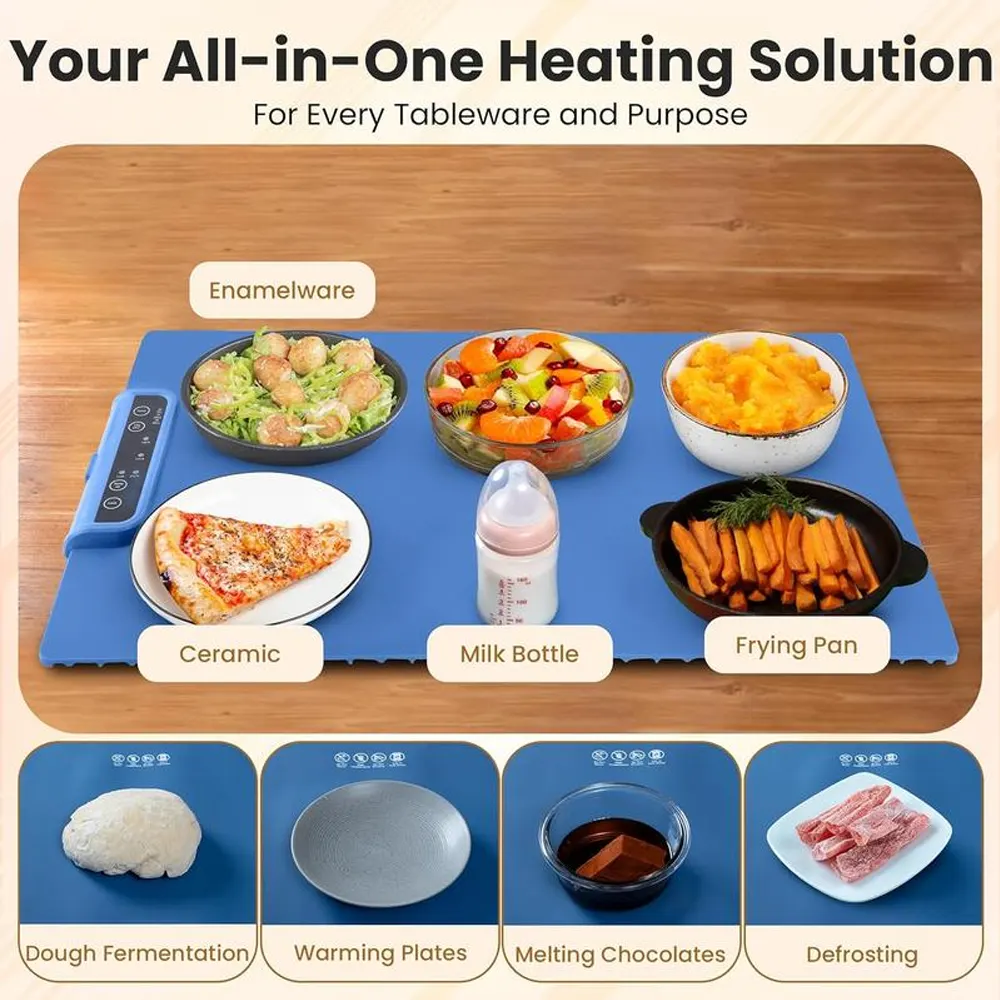 Your All-in-One Heating Solution
For Every Tableware and Purpose
Enamelware
Ceramic
Milk Bottle
Frying Pan
Dough Fermentation
Warming Plates
Melting Chocolates
Defrosting